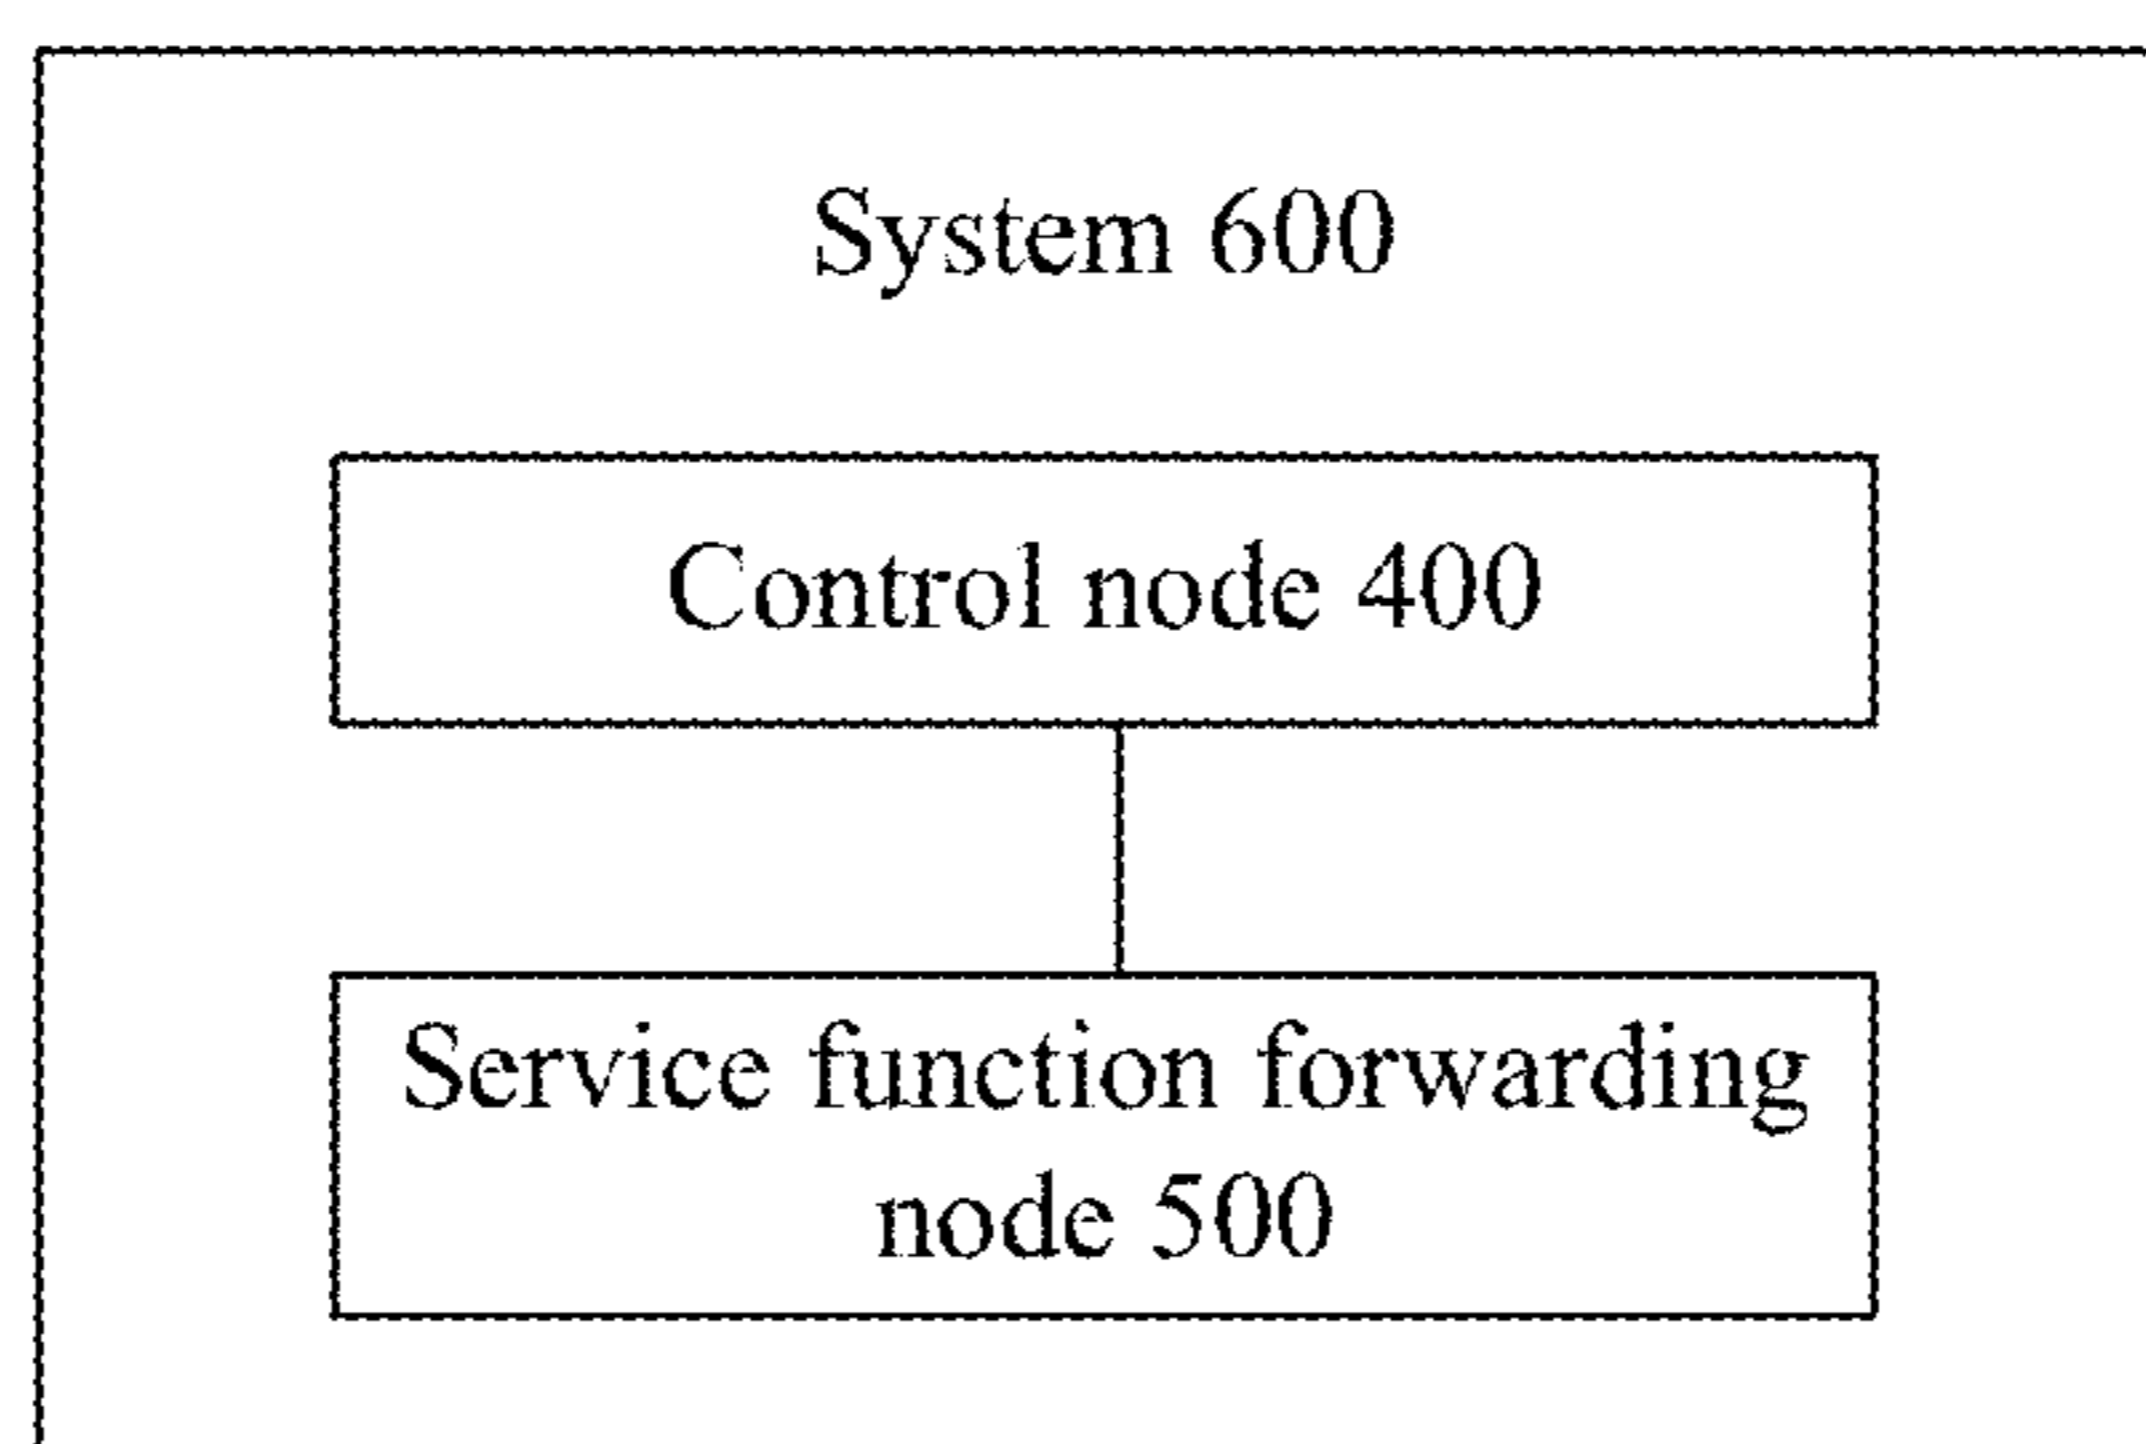 System 600
Control node 400
Service function forwarding
node 500